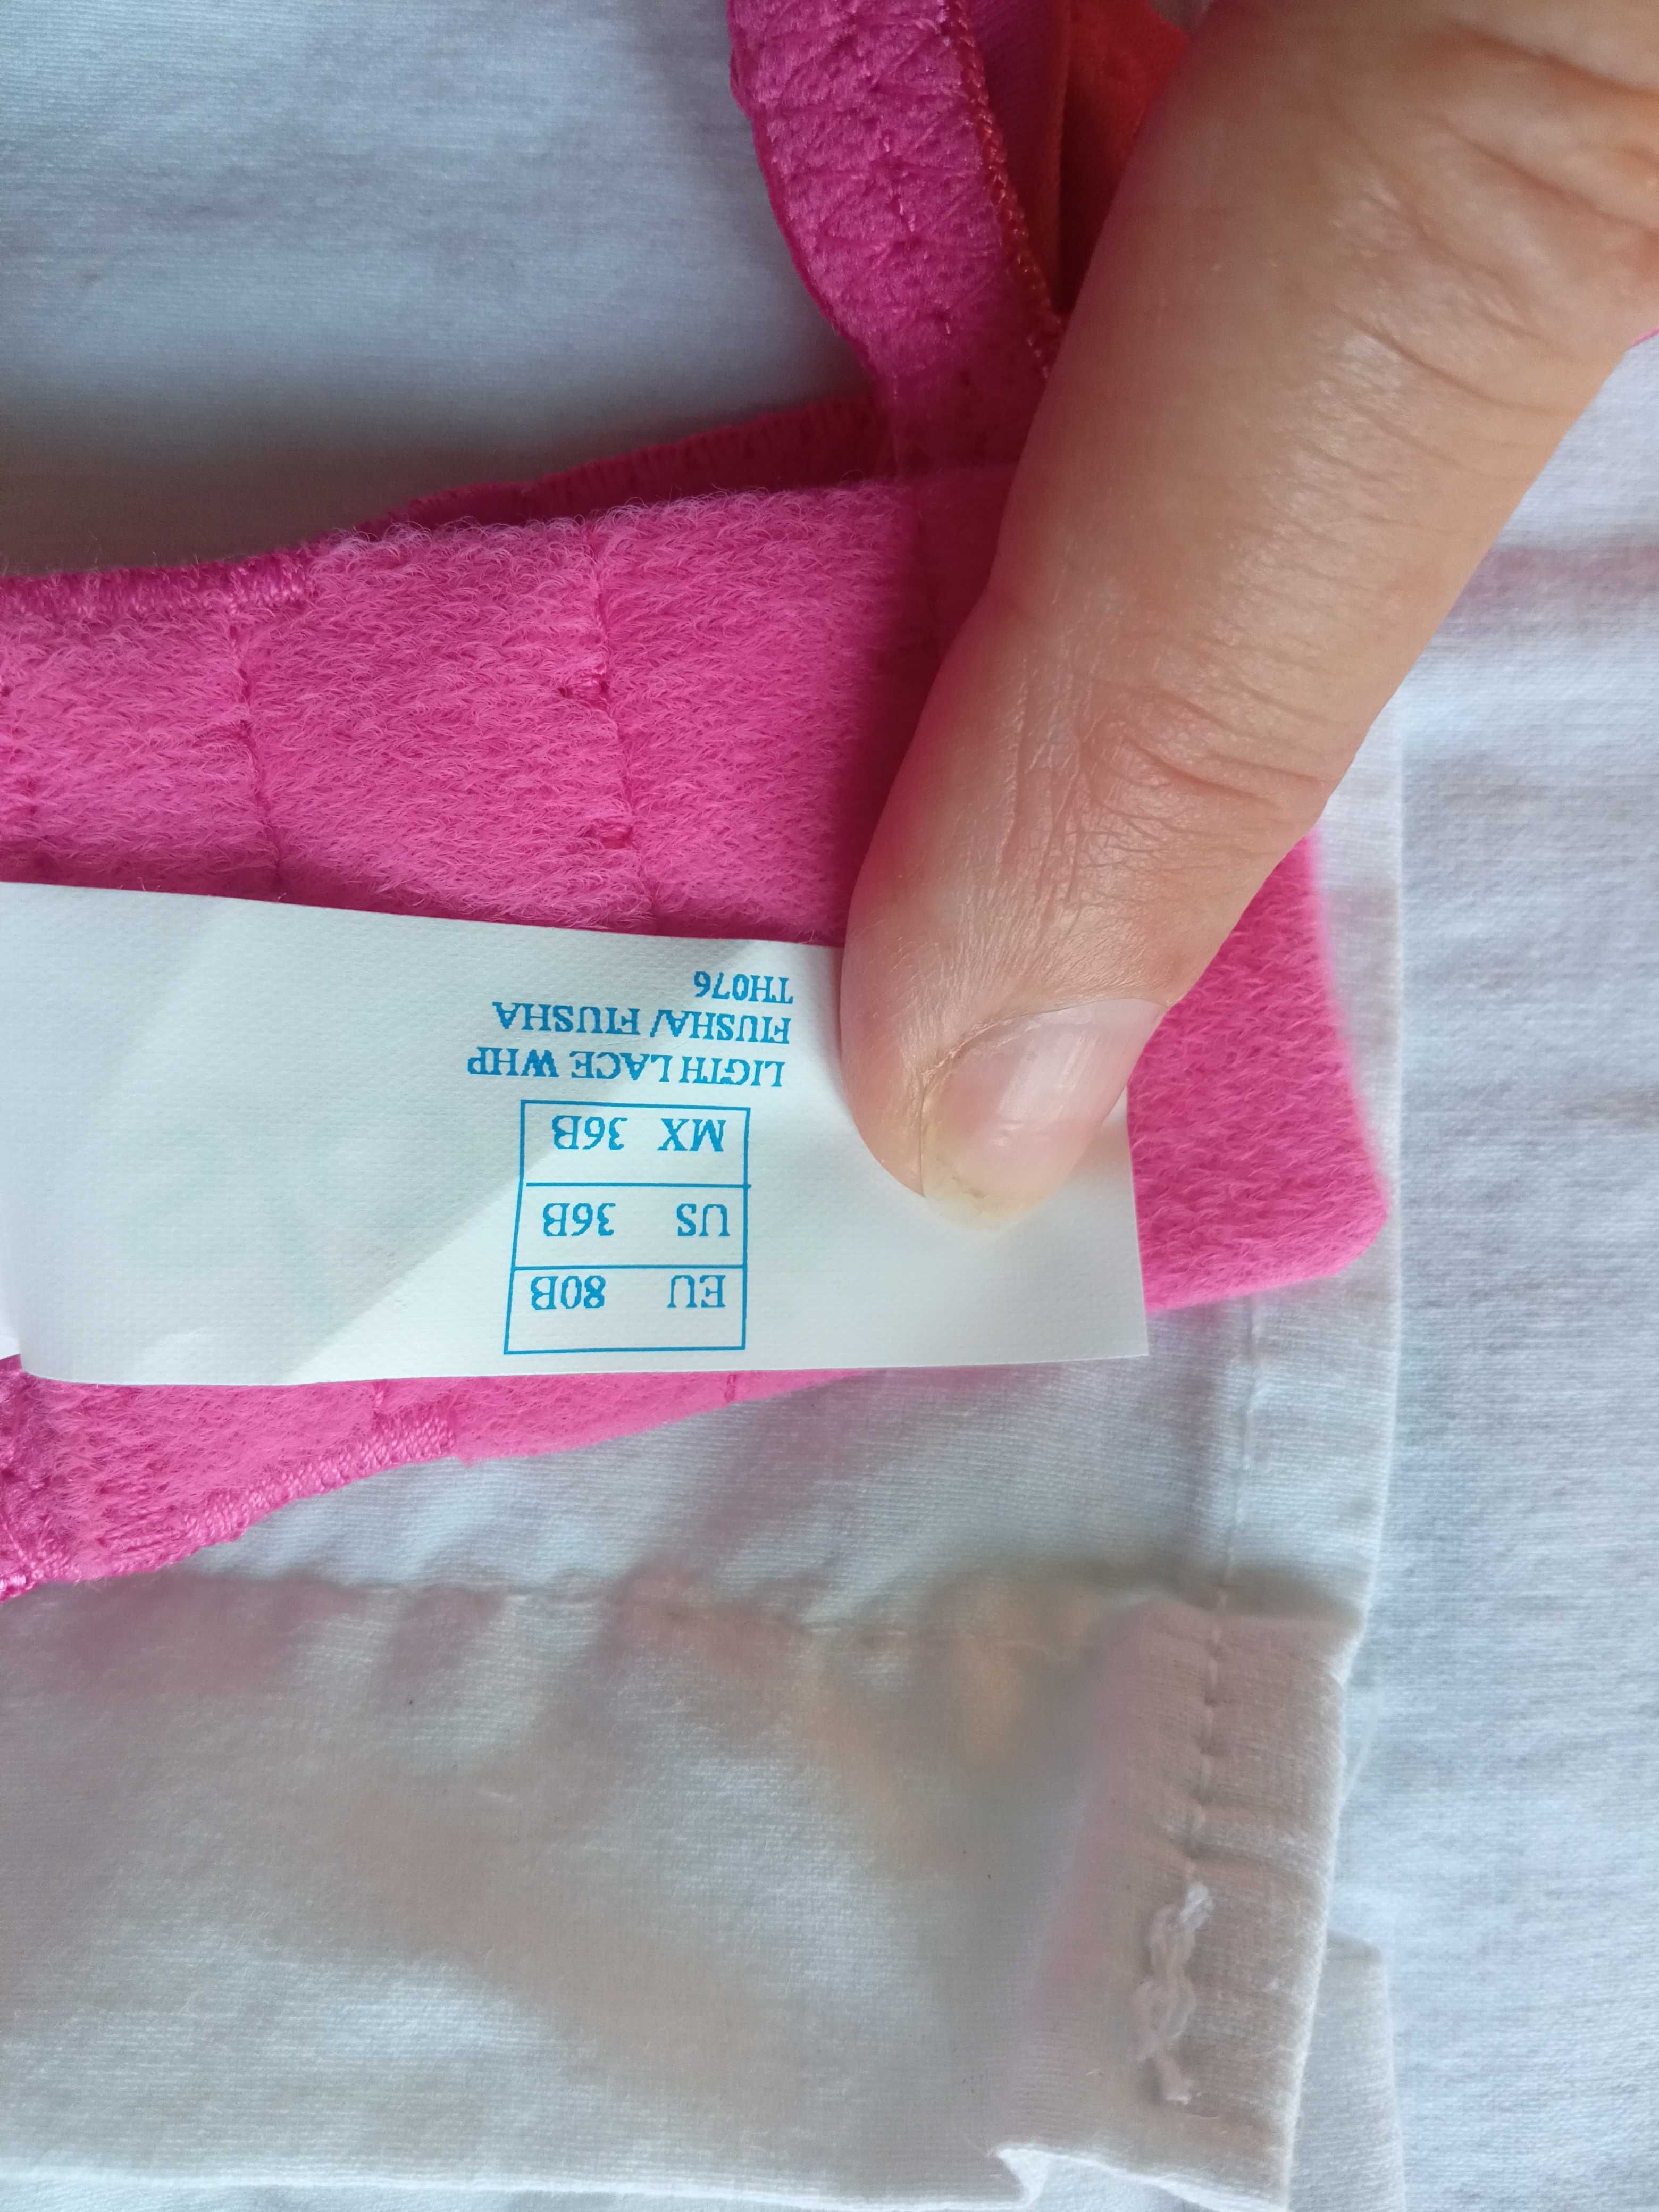 EU 80B
US 36B
MX 36B
LIGTH LACE WHP
FIUSHA/ FIUSHA
TH076